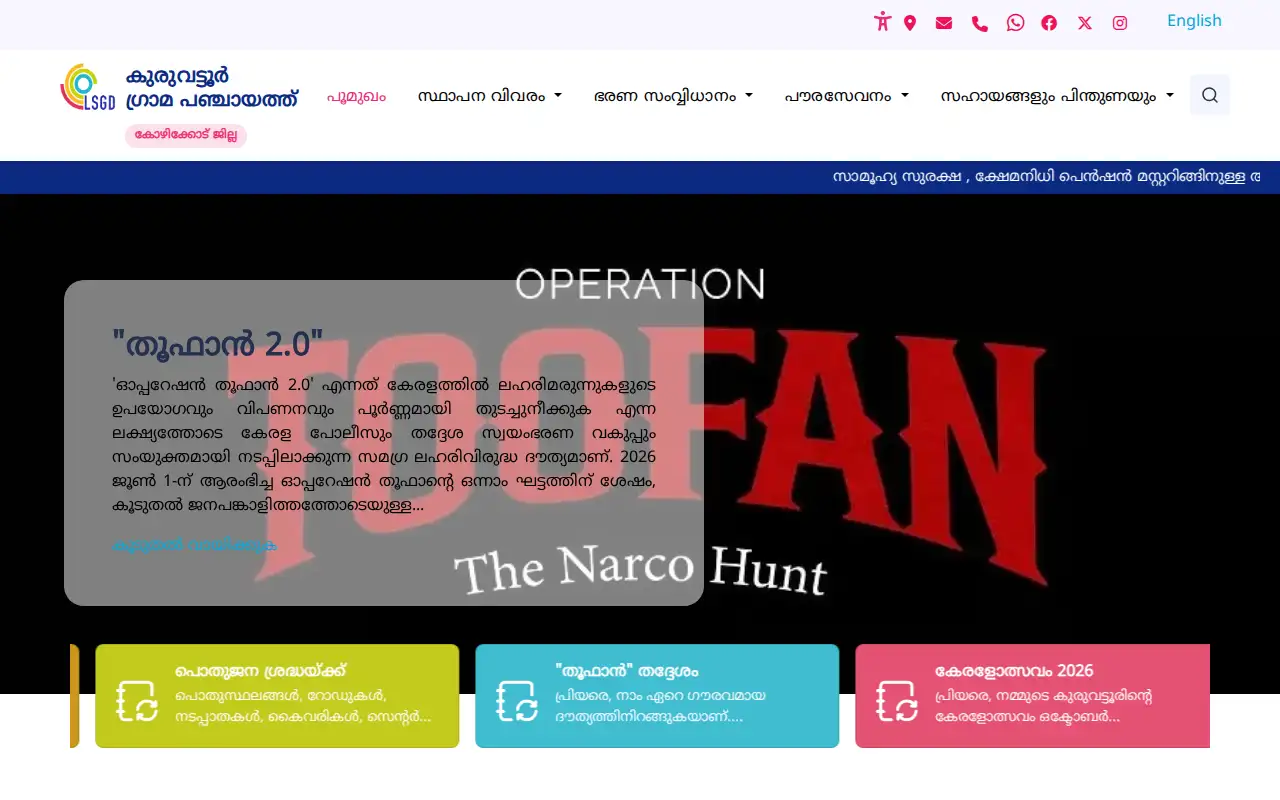 English
കുരുവട്ടൂർ
ഗ്രാമ പഞ്ചായത്ത്
LSGD
കോഴിക്കോട് ജില്ല
പൂമുഖം
സ്ഥാപന വിവരം
ഭരണ സംവ്വിധാനം
പൗരസേവനം
സഹായങ്ങളും പിന്തുണയും
സാമൂഹ്യ സുരക്ഷ , ക്ഷേമനിധി പെൻഷൻ മസ്റ്ററിങ്ങിനുള്ള
OPERATION
TOOFAN
The Narco Hunt
"തൂഫാൻ 2.0"
'ഓപ്പറേഷൻ തൂഫാൻ 2.0' എന്നത് കേരളത്തിൽ ലഹരിമരുന്നുകളുടെ
ഉപയോഗവും വിപണനവും പൂർണ്ണമായി തുടച്ചുനീക്കുക എന്ന
ലക്ഷ്യത്തോടെ കേരള പോലീസും തദ്ദേശ സ്വയംഭരണ വകുപ്പും
സംയുക്തമായി നടപ്പിലാക്കുന്ന സമഗ്ര ലഹരിവിരുദ്ധ ദൗത്യമാണ്. 2026
ജൂൺ 1-ന് ആരംഭിച്ച ഓപ്പറേഷൻ തൂഫാന്റെ ഒന്നാം ഘട്ടത്തിന് ശേഷം,
കൂടുതൽ ജനപങ്കാളിത്തത്തോടെയുള്ള...
കൂടുതൽ വായിക്കുക
പൊതുജന ശ്രദ്ധയ്ക്ക്
പൊതുസ്ഥലങ്ങൾ, റോഡുകൾ,
നടപ്പാതകൾ, കൈവരികൾ, സെന്റർ...
"തൂഫാൻ" തദ്ദേശം
പ്രിയരെ, നാം ഏറെ ഗൗരവമായ
ദൗത്യത്തിനിറങ്ങുകയാണ്....
കേരളോത്സവം 2026
പ്രിയരെ, നമ്മുടെ കുരുവട്ടൂരിന്റെ
കേരളോത്സവം ഒക്ടോബർ...